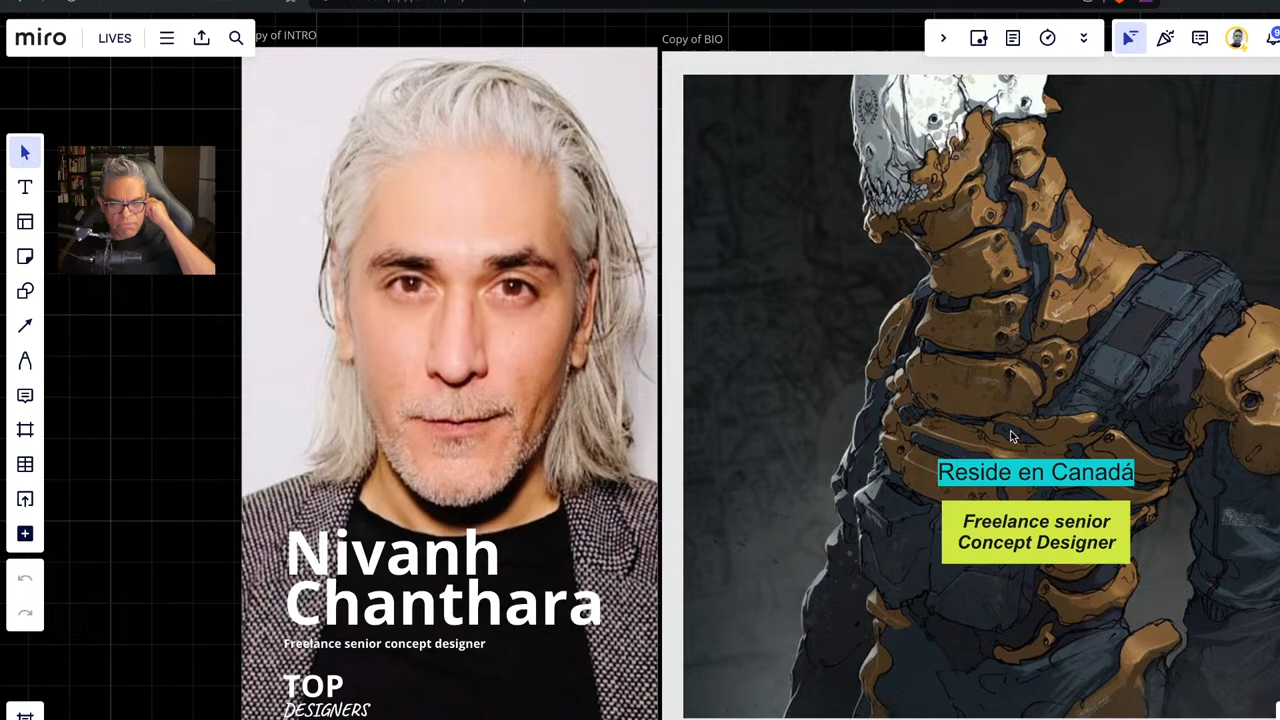 miro
LIVES
py of INTRO
Copy of BIO
Reside en Canadá
Freelance senior
Concept Designer
Nivanh
Chanthara
Freelance senior concept designer
TOP
DESIGNERS